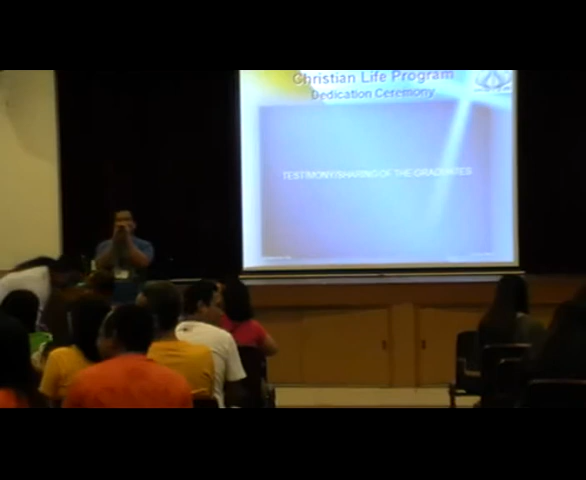 Christian Life Program
Dedication Ceremony
TESTIMONY/SHARING OF THE GRADUATES